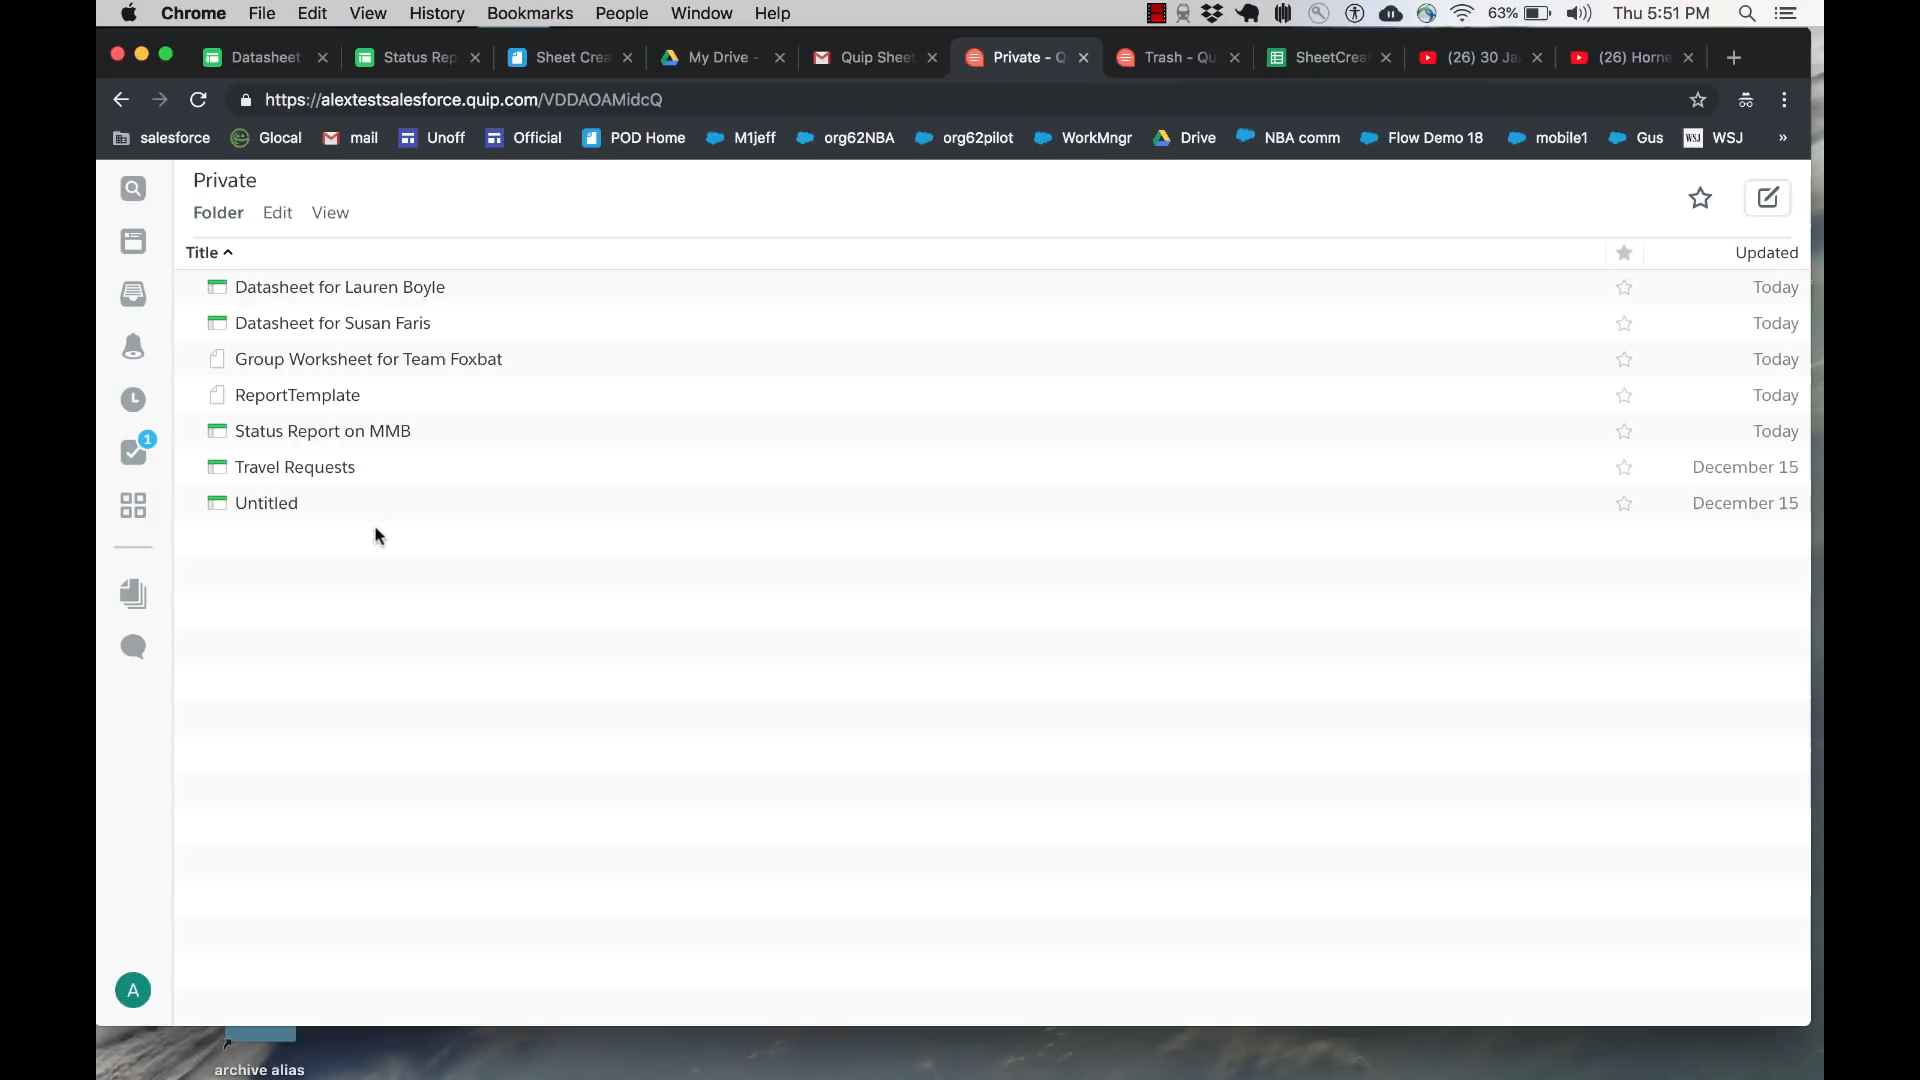 Chrome File Edit View History Bookmarks People Window Help 63% Thu 5:51 PM
Datasheet Status Rep Sheet Crea My Drive - Quip Sheet Private - Q Trash - Qu SheetCrea (26) 30 Ja (26) Horne
https://alextestsalesforce.quip.com/VDDAOAMidcQ
salesforce Glocal mail Unoff Official POD Home M1jeff org62NBA org62pilot WorkMngr Drive NBA comm Flow Demo 18 mobile1 Gus WSJ WSJ »
Private
Folder Edit View
Title Updated
Datasheet for Lauren Boyle Today
Datasheet for Susan Faris Today
Group Worksheet for Team Foxbat Today
ReportTemplate Today
Status Report on MMB Today
1
Travel Requests December 15
Untitled December 15
A
archive alias